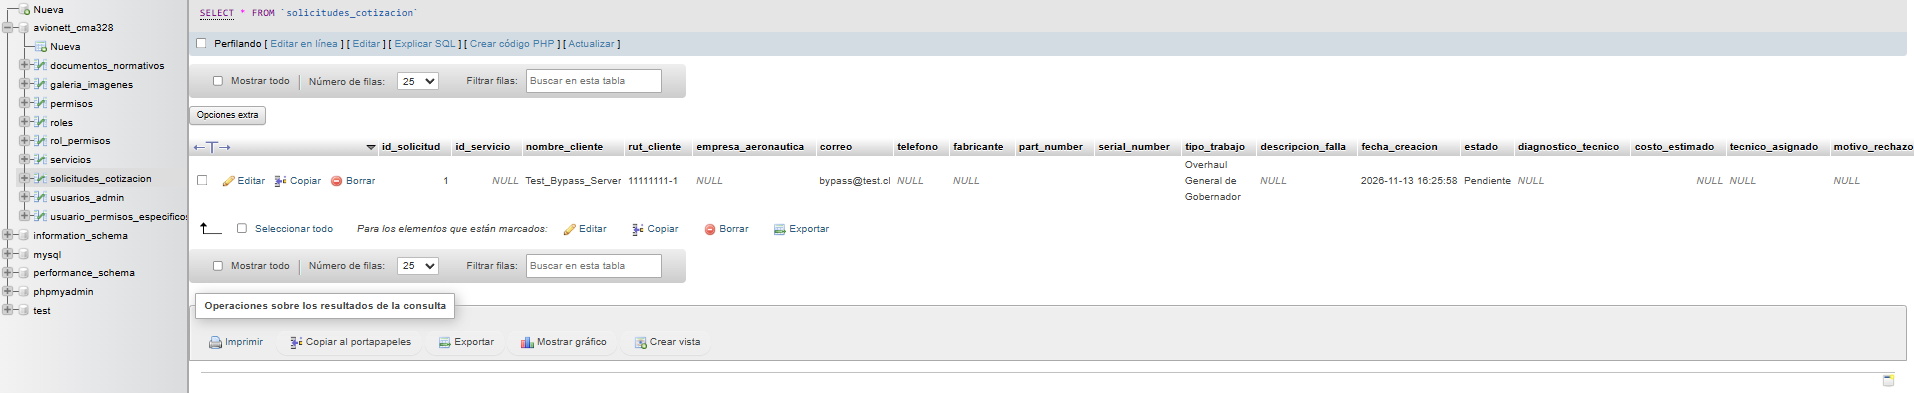 Nueva
avionett_cma328
Nueva
documentos_normativos
galeria_imagenes
permisos
roles
rol_permisos
servicios
solicitudes_cotizacion
usuarios_admin
usuario_permisos_especificos
information_schema
mysql
performance_schema
phpmyadmin
test
SELECT * FROM `solicitudes_cotizacion`
Perfilando [ Editar en línea ] [ Editar ] [ Explicar SQL ] [ Crear código PHP ] [ Actualizar ]
Mostrar todo Número de filas: 25 Filtrar filas: Buscar en esta tabla
Opciones extra
←T→ id_solicitud id_servicio nombre_cliente rut_cliente empresa_aeronautica correo telefono fabricante part_number serial_number tipo_trabajo descripcion_falla fecha_creacion estado diagnostico_tecnico costo_estimado tecnico_asignado motivo_rechazo
Editar Copiar Borrar 1 NULL Test_Bypass_Server 11111111-1 NULL bypass@test.cl NULL NULL Overhaul General de Gobernador NULL 2026-11-13 16:25:58 Pendiente NULL NULL NULL NULL
Seleccionar todo Para los elementos que están marcados: Editar Copiar Borrar Exportar
Mostrar todo Número de filas: 25 Filtrar filas: Buscar en esta tabla
Operaciones sobre los resultados de la consulta
Imprimir Copiar al portapapeles Exportar Mostrar gráfico Crear vista